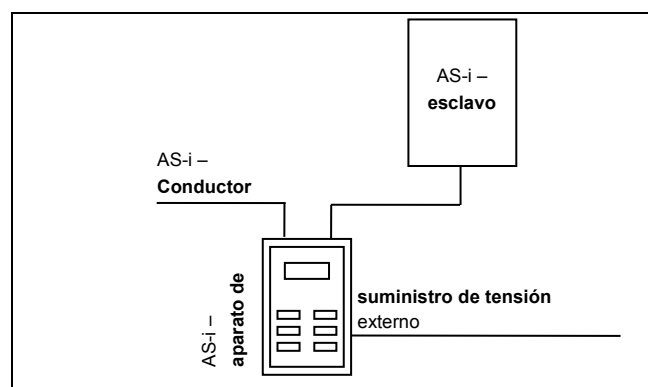 AS-i –
esclavo
AS-i –
Conductor
AS-i –
aparato de
suministro de tensión
externo